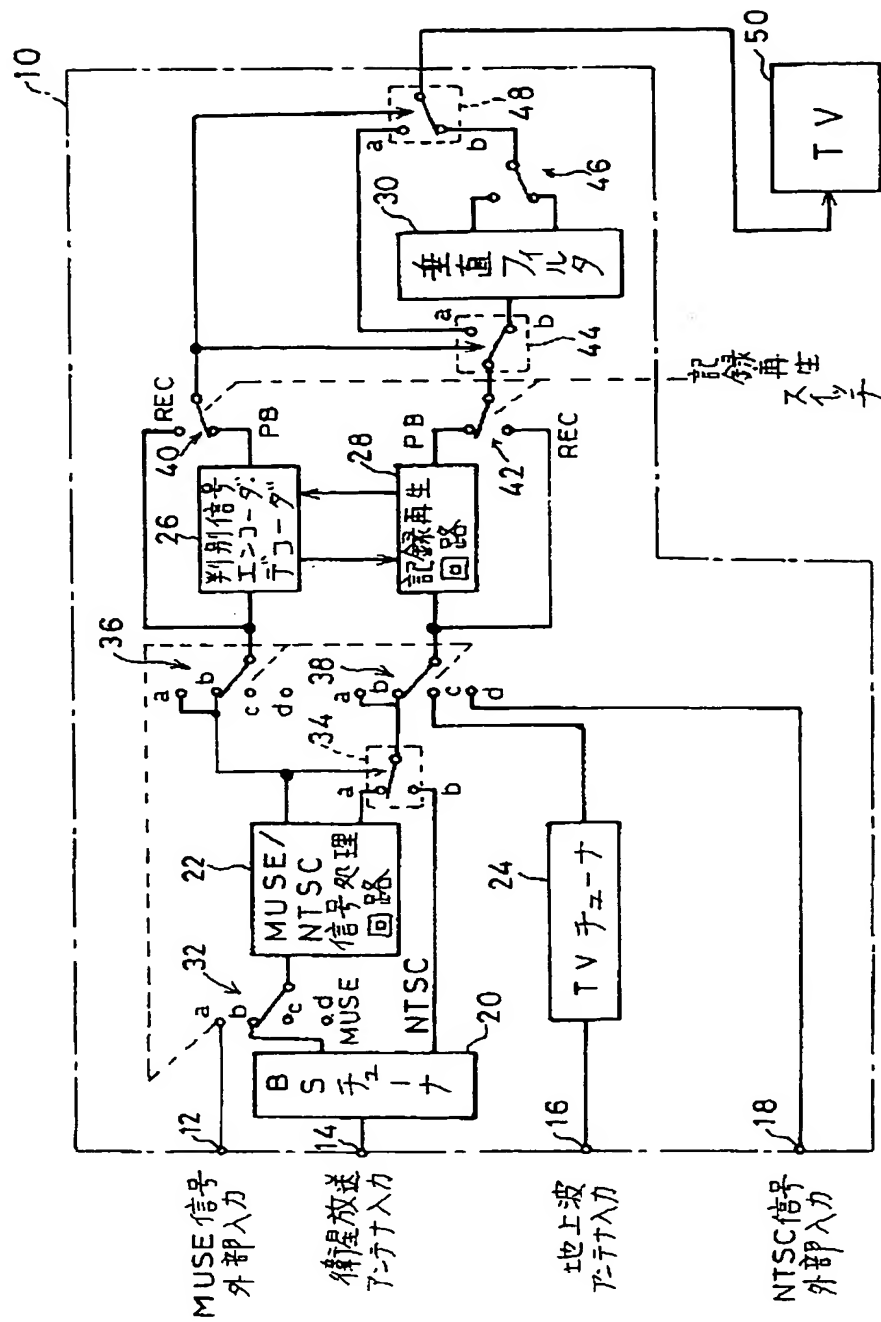 10
MUSE信号
外部入力
12
衛星放送
アンテナ入力
14
地上波
アンテナ入力
16
NTSC信号
外部入力
18
BSチューナ
20
MUSE
NTSC
32
a
b
c
d
22
MUSE/
NTSC
信号処理
回路
34
a
b
TVチューナ
24
36
a
b
c
d
38
a
b
c
d
26
判別信号
エンコーダ・
デコーダ
28
記録再生
回路
REC
40
PB
PB
42
REC
記録再生
スイッチ
a
b
44
30
垂直フィルタ
46
a
b
48
50
TV